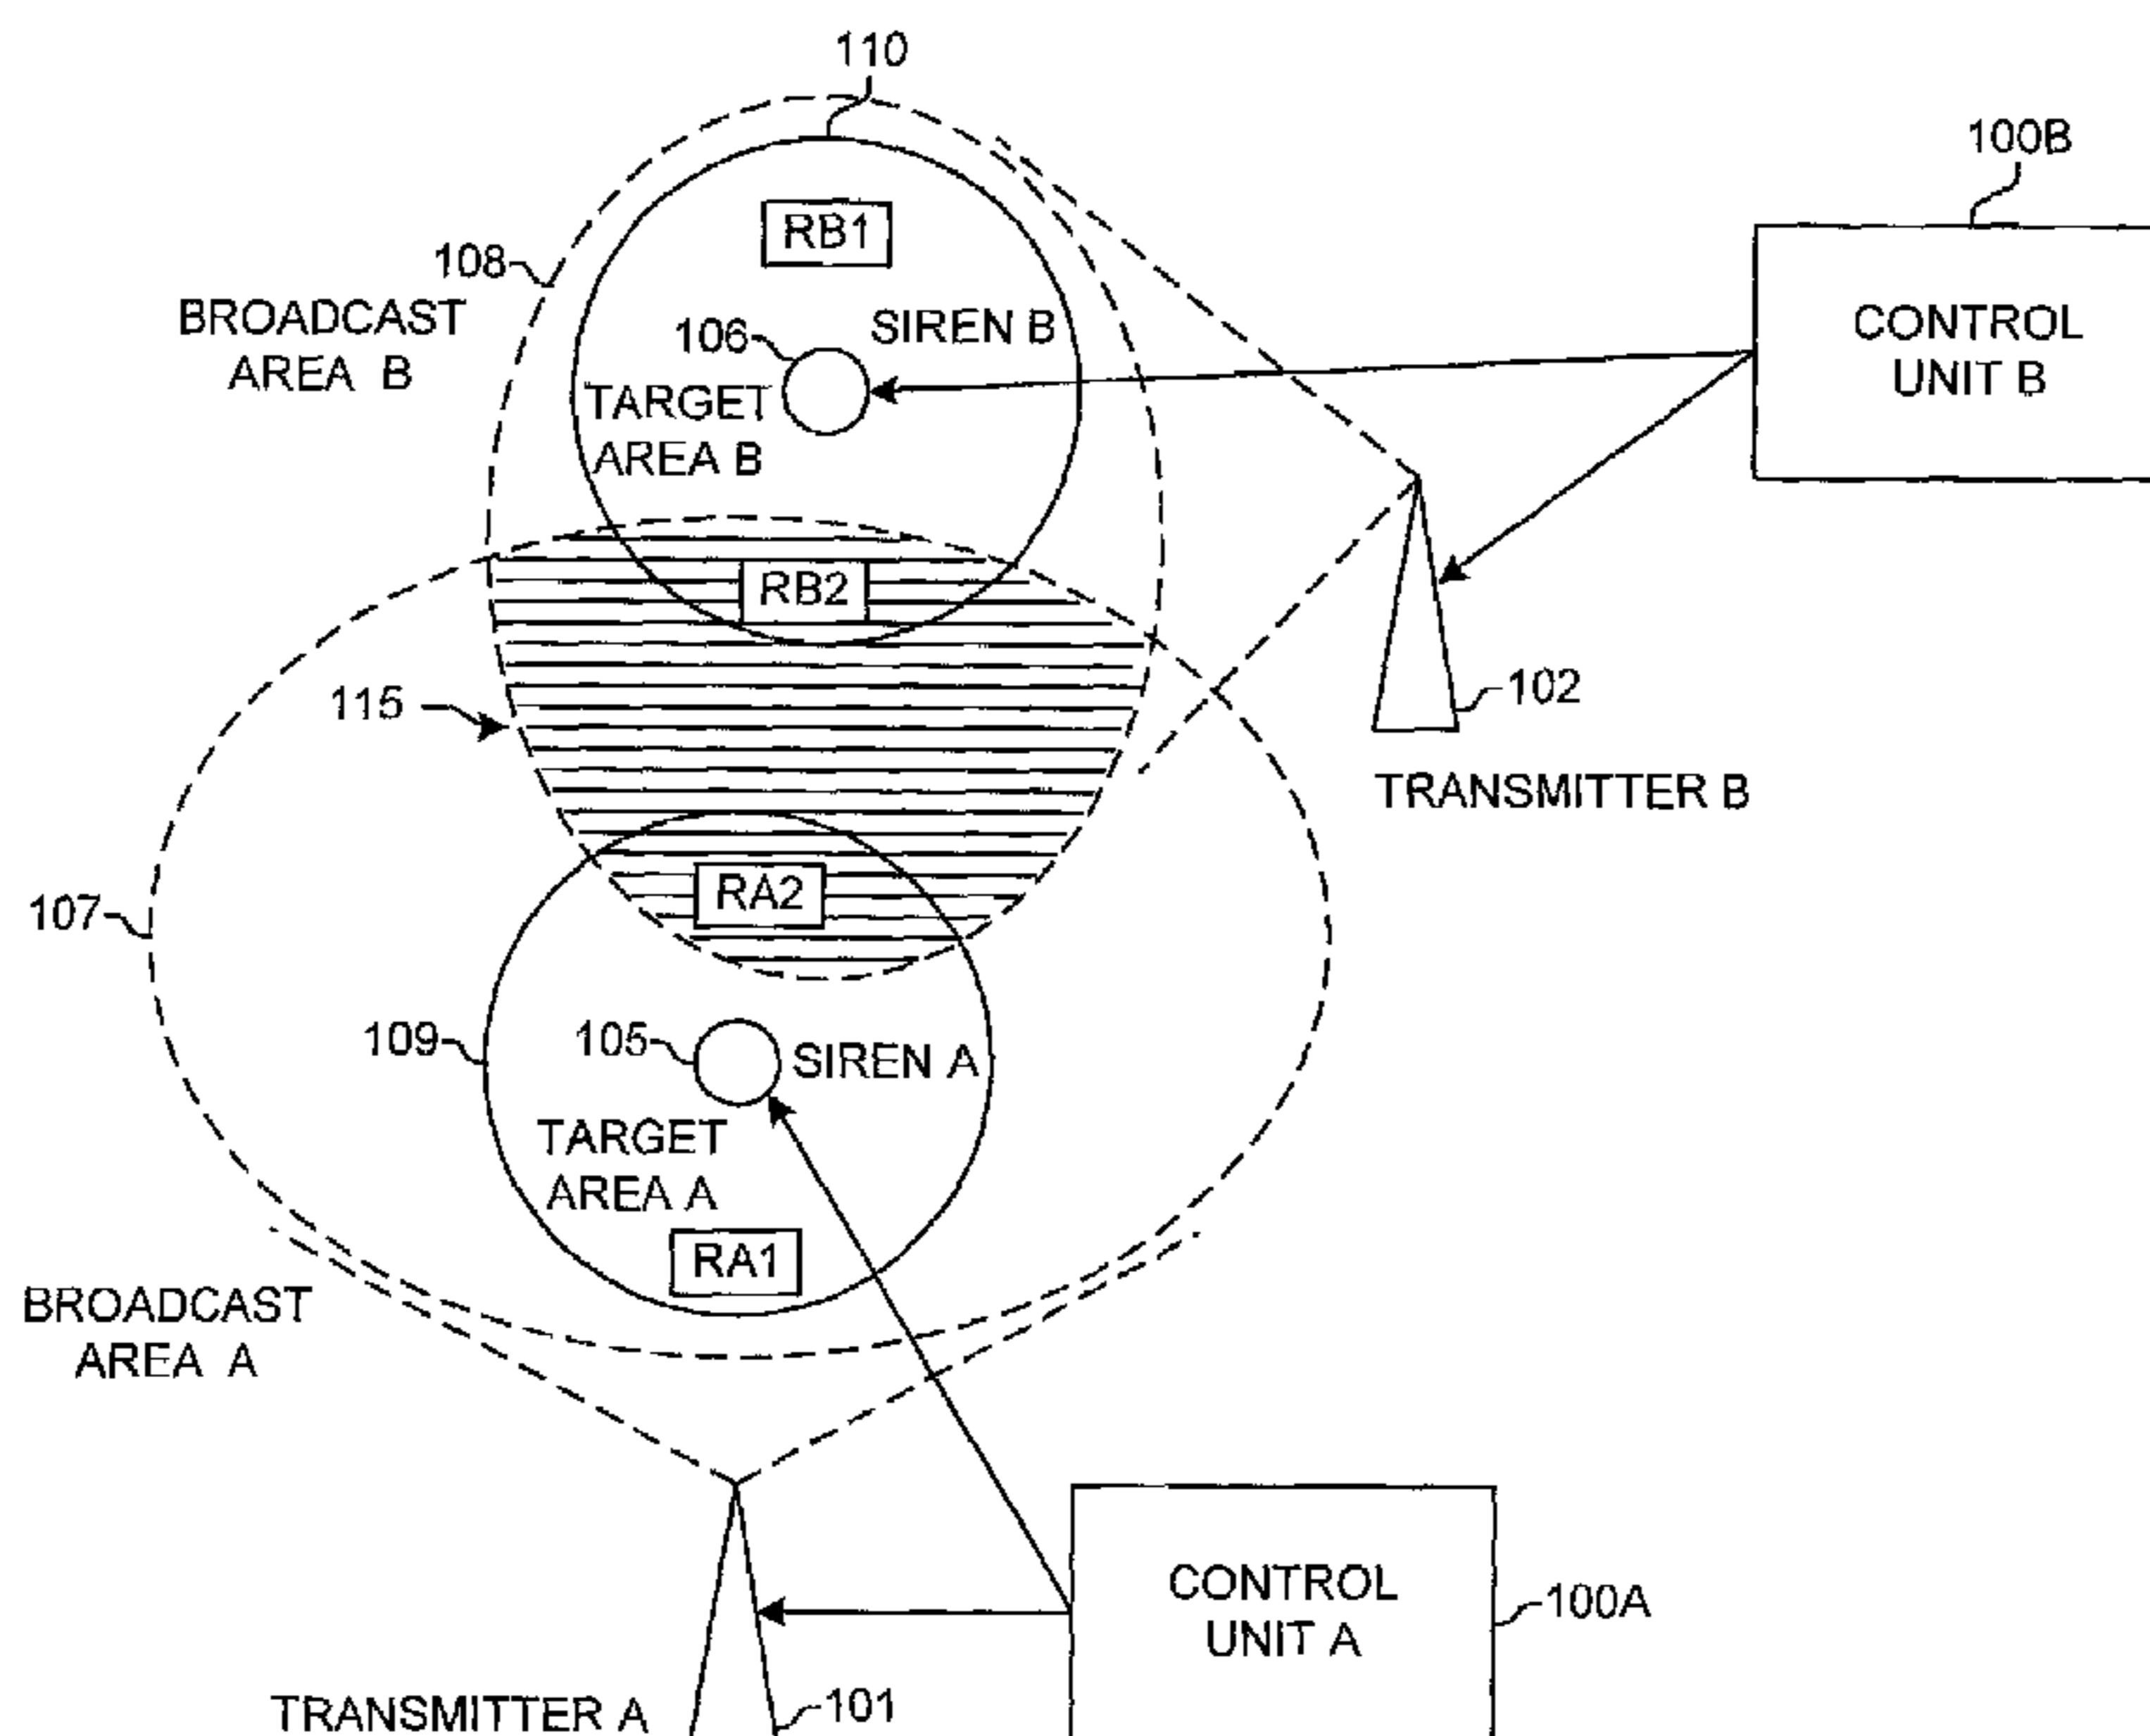 110
100B
RB1
108
BROADCAST
AREA B
106
SIREN B
CONTROL
UNIT B
TARGET
AREA B
RB2
102
115
TRANSMITTER B
RA2
107
109
105
SIREN A
TARGET
AREA A
RA1
BROADCAST
AREA A
CONTROL
UNIT A
100A
TRANSMITTER A
101